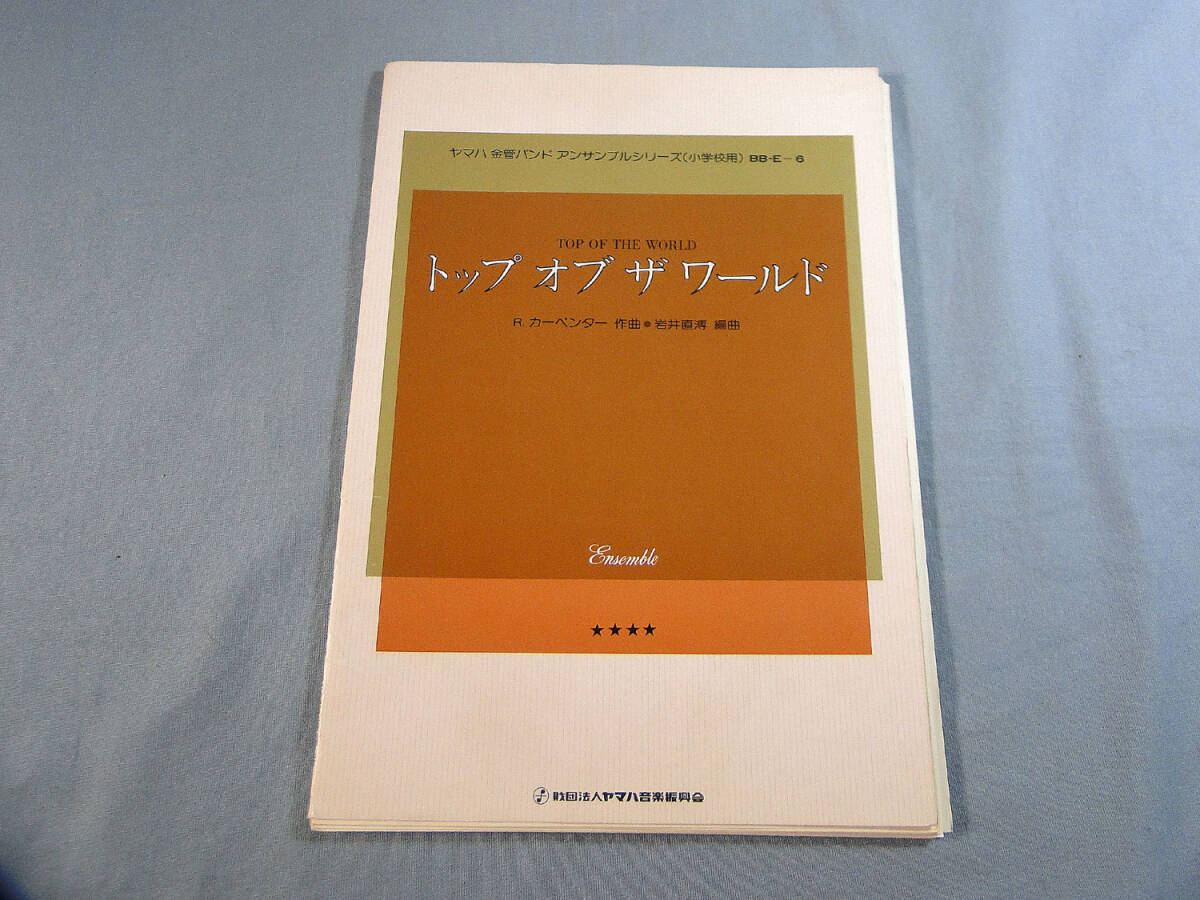 ヤマハ 金管バンド アンサンブルシリーズ(小学校用) BB-E-6
TOP OF THE WORLD
トップ オブ ザ ワールド
R. カーペンター 作曲●岩井直溥 編曲
Ensemble
★★★★
財団法人ヤマハ音楽振興会